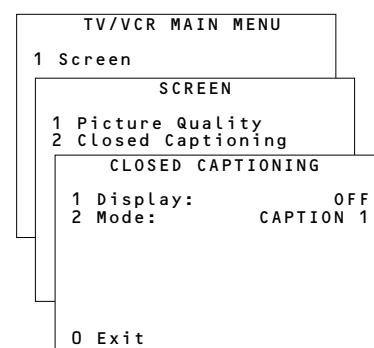 TV/VCR MAIN MENU
1 Screen
SCREEN
1 Picture Quality
2 Closed Captioning
CLOSED CAPTIONING
1 Display: OFF
2 Mode: CAPTION 1
0 Exit